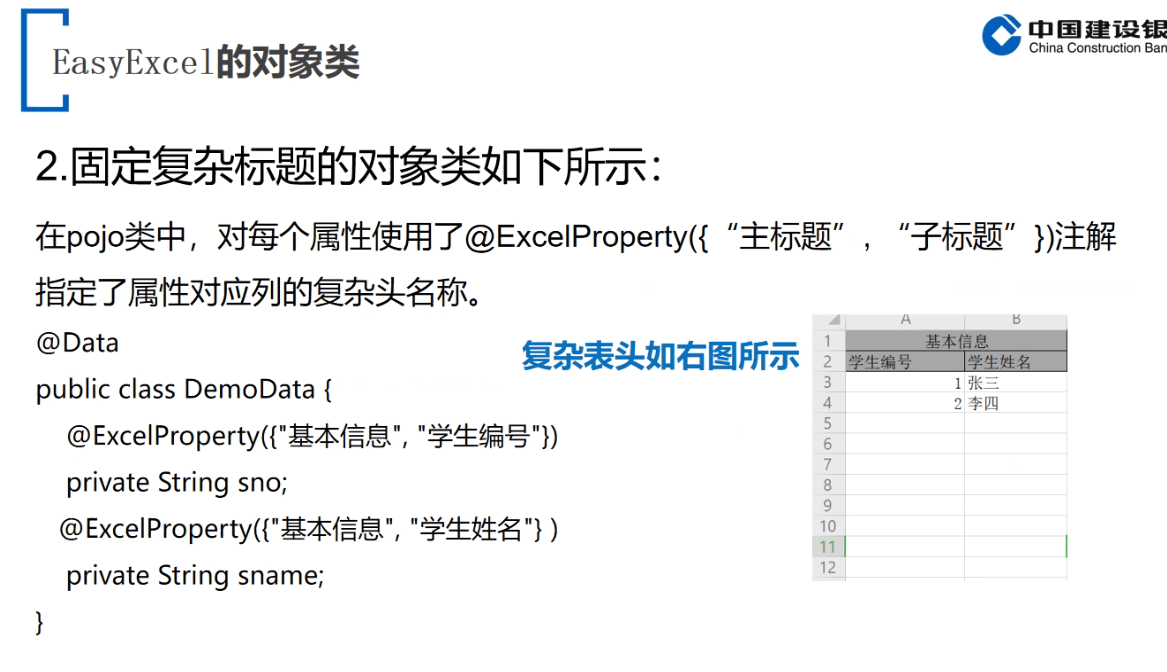 中国建设银
China Construction Ban
EasyExcel的对象类
2.固定复杂标题的对象类如下所示：
在pojo类中，对每个属性使用了@ExcelProperty({“主标题”,“子标题”})注解
指定了属性对应列的复杂头名称。
@Data
public class DemoData {
@ExcelProperty({"基本信息", "学生编号"})
private String sno;
@ExcelProperty({"基本信息", "学生姓名"} )
private String sname;
}
复杂表头如右图所示
A B
1 基本信息
2 学生编号 学生姓名
3 1 张三
4 2 李四
5
6
7
8
9
10
11
12